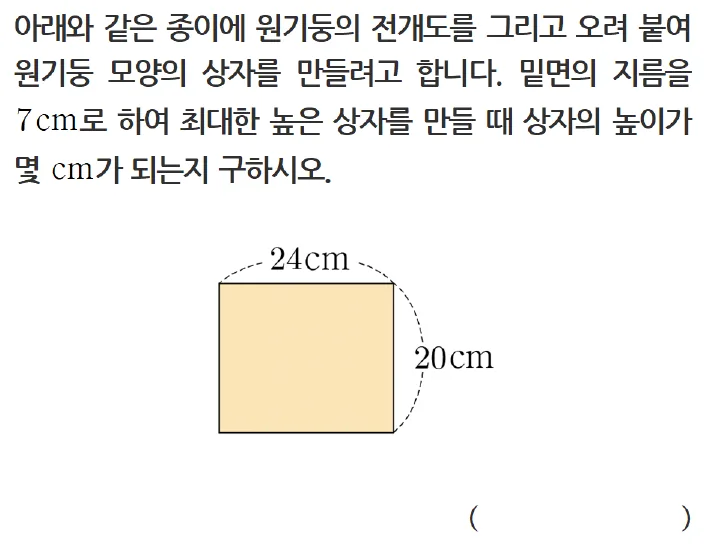 아래와 같은 종이에 원기둥의 전개도를 그리고 오려 붙여
원기둥 모양의 상자를 만들려고 합니다. 밑면의 지름을
7cm로 하여 최대한 높은 상자를 만들 때 상자의 높이가
몇 cm가 되는지 구하시오.
24cm
20cm
( )